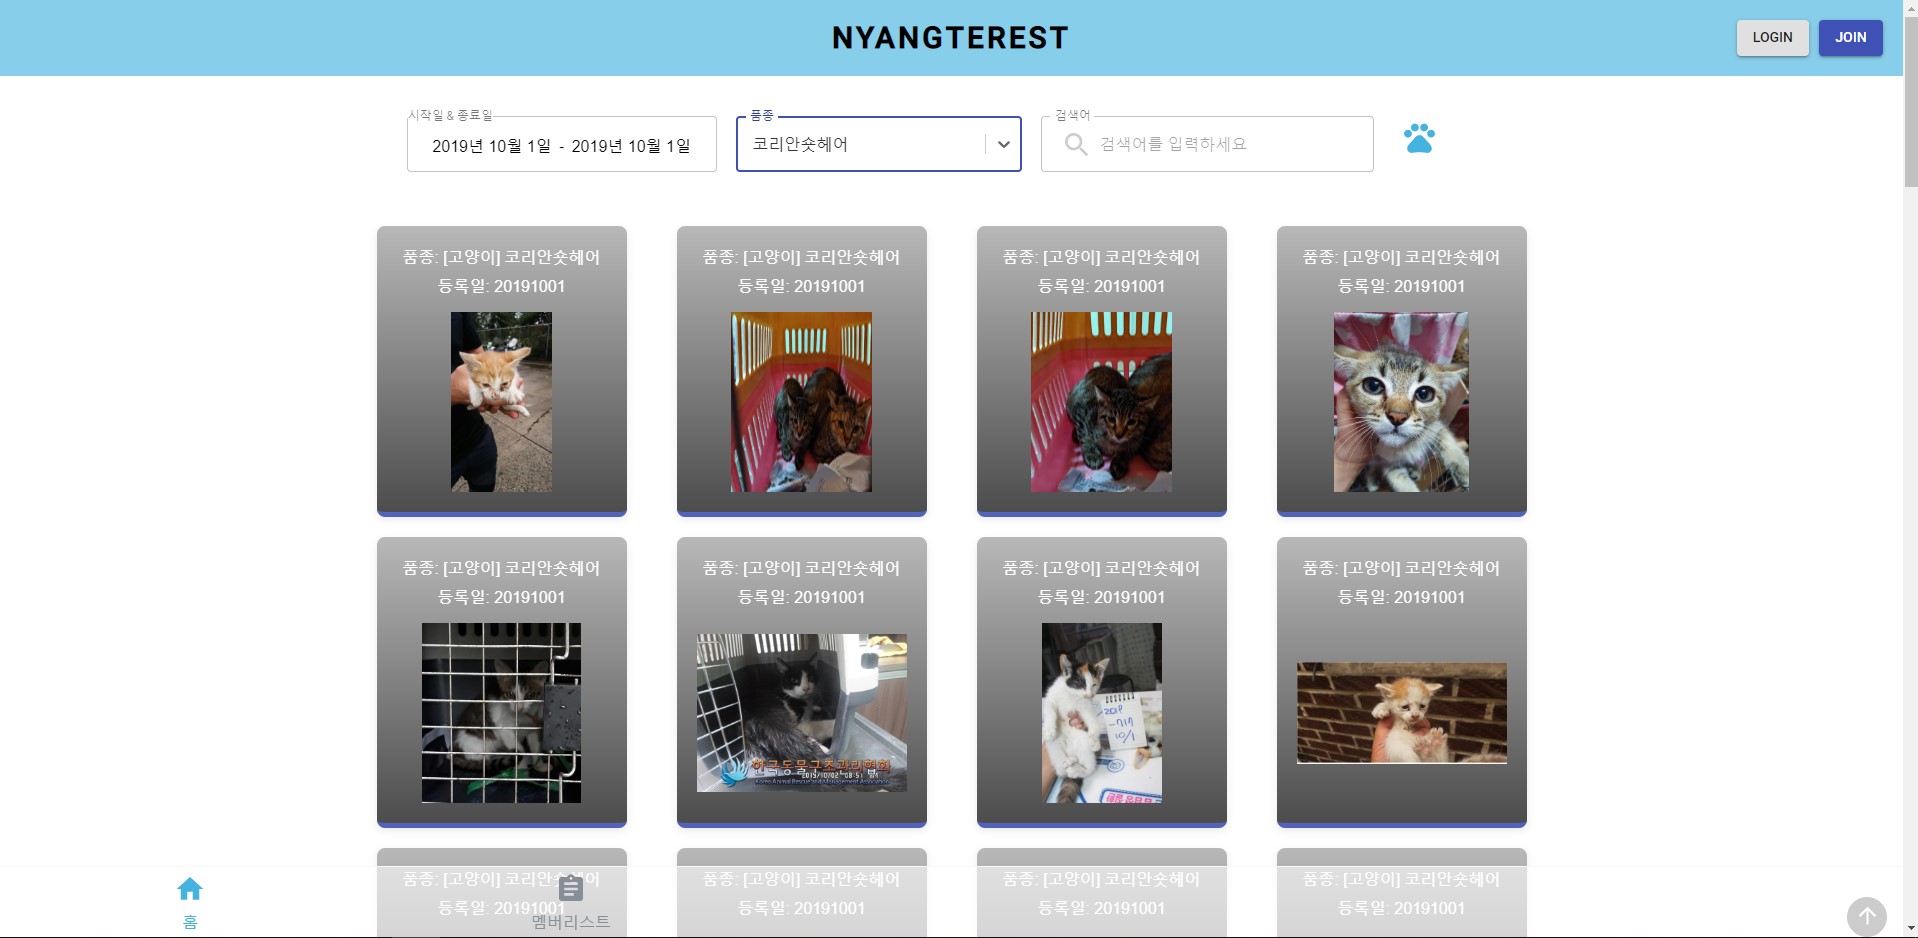 NYANGTEREST
LOGIN
JOIN
시작일 & 종료일
2019년 10월 1일 - 2019년 10월 1일
품종
코리안숏헤어
검색어
검색어를 입력하세요
품종: [고양이] 코리안숏헤어
등록일: 20191001
품종: [고양이] 코리안숏헤어
등록일: 20191001
품종: [고양이] 코리안숏헤어
등록일: 20191001
품종: [고양이] 코리안숏헤어
등록일: 20191001
품종: [고양이] 코리안숏헤어
등록일: 20191001
품종: [고양이] 코리안숏헤어
등록일: 20191001
한국동물구조관리협회
2019/10/02 08:51
Korea Animal Rescue and Management Association
품종: [고양이] 코리안숏헤어
등록일: 20191001
2019
10/1
품종: [고양이] 코리안숏헤어
등록일: 20191001
품종: [고양이] 코리안숏헤어
등록일: 20191001
품종: [고양이] 코리안숏헤어
등록일: 20191001
품종: [고양이] 코리안숏헤어
등록일: 20191001
품종: [고양이] 코리안숏헤어
등록일: 20191001
홈
멤버리스트